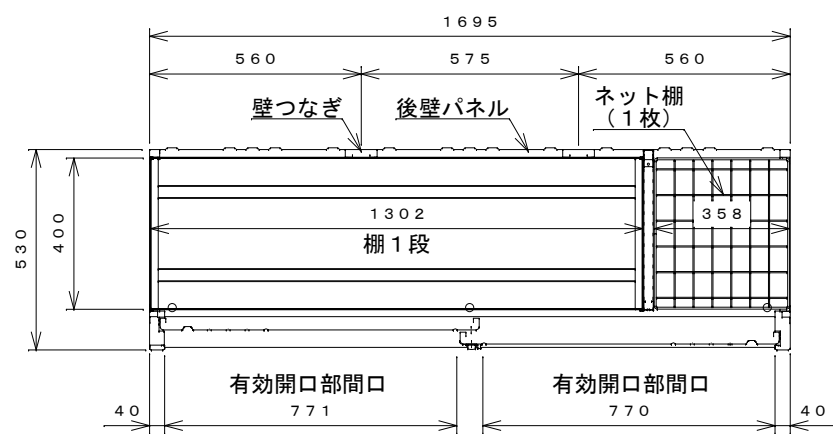 1695
560
575
560
壁つなぎ
後壁パネル
ネット棚
（１枚）
530
400
1302
358
棚１段
有効開口部間口
有効開口部間口
40
771
770
40